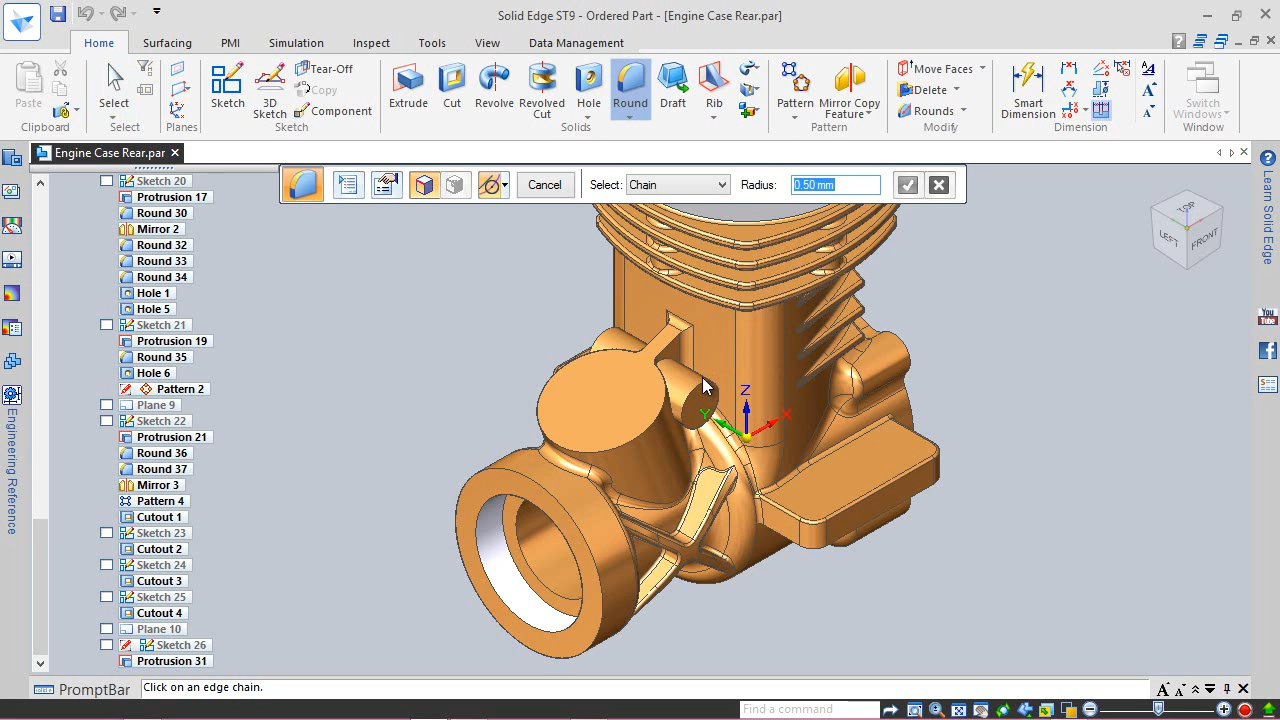 Solid Edge ST9 - Ordered Part - [Engine Case Rear.par]
Home Surfacing PMI Simulation Inspect Tools View Data Management
Paste
Clipboard
Select
Select
Planes
Sketch
3D Sketch
Tear-Off
Copy
Component
Sketch
Extrude
Cut
Revolve
Revolved Cut
Hole
Round
Draft
Rib
Solids
Pattern
Mirror Copy Feature
Pattern
Move Faces
Delete
Rounds
Modify
Smart Dimension
Dimension
Switch Windows
Window
Engine Case Rear.par
Cancel Select: Chain Radius: 0.50 mm
Sketch 20
Protrusion 17
Round 30
Mirror 2
Round 32
Round 33
Round 34
Hole 1
Hole 5
Sketch 21
Protrusion 19
Round 35
Hole 6
Pattern 2
Plane 9
Sketch 22
Protrusion 21
Round 36
Round 37
Mirror 3
Pattern 4
Cutout 1
Sketch 23
Cutout 2
Sketch 24
Cutout 3
Sketch 25
Cutout 4
Plane 10
Sketch 26
Protrusion 31
Engineering Reference
TOP
LEFT
FRONT
Z
Y
X
Learn Solid Edge
You
Tube
PromptBar
Click on an edge chain.
Find a command